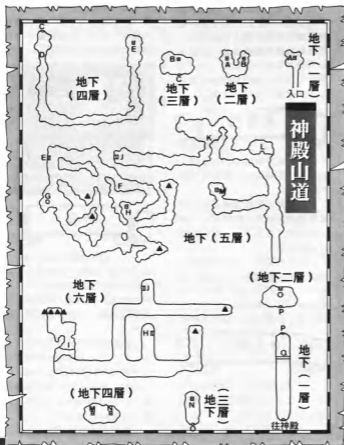 神殿山道
地下(一層)
A
入口
地下(二層)
A
B
地下(三層)
B
C
地下(四層)
C
D
E
地下(五層)
E
J
K
L
M
F
G
H
地下(六層)
J
H
I
(地下二層)
O
P
地下(一層)
P
Q
往神殿
(三層)地下
N
O
(地下四層)
M
N